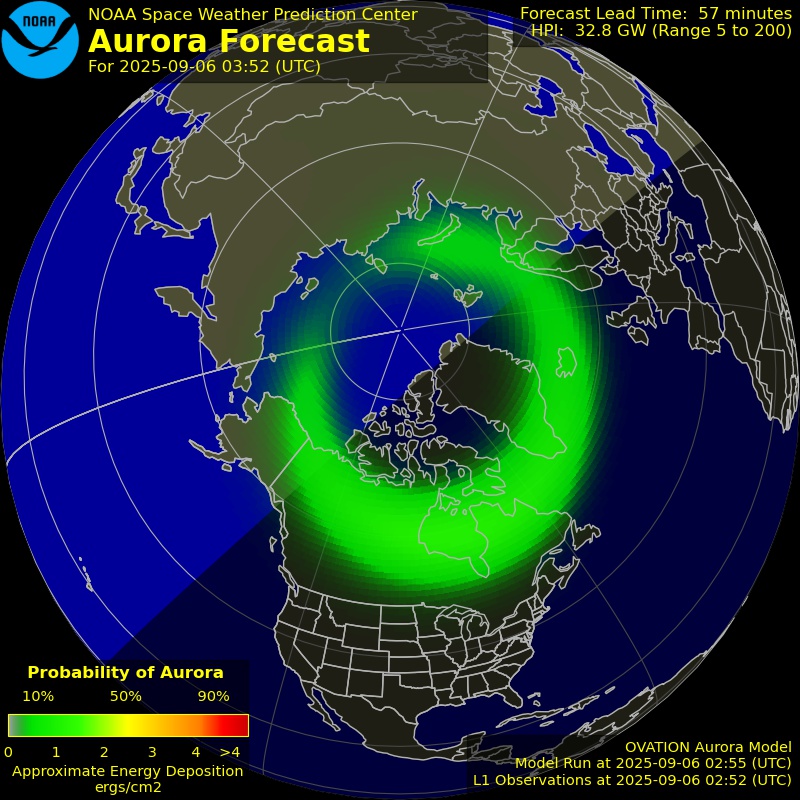 NOAA
NOAA Space Weather Prediction Center
Aurora Forecast
For 2025-09-06 03:52 (UTC)
Forecast Lead Time: 57 minutes
HPI: 32.8 GW (Range 5 to 200)
Probability of Aurora
10% 50% 90%
0 1 2 3 4 >4
Approximate Energy Deposition
ergs/cm2
OVATION Aurora Model
Model Run at 2025-09-06 02:55 (UTC)
L1 Observations at 2025-09-06 02:52 (UTC)